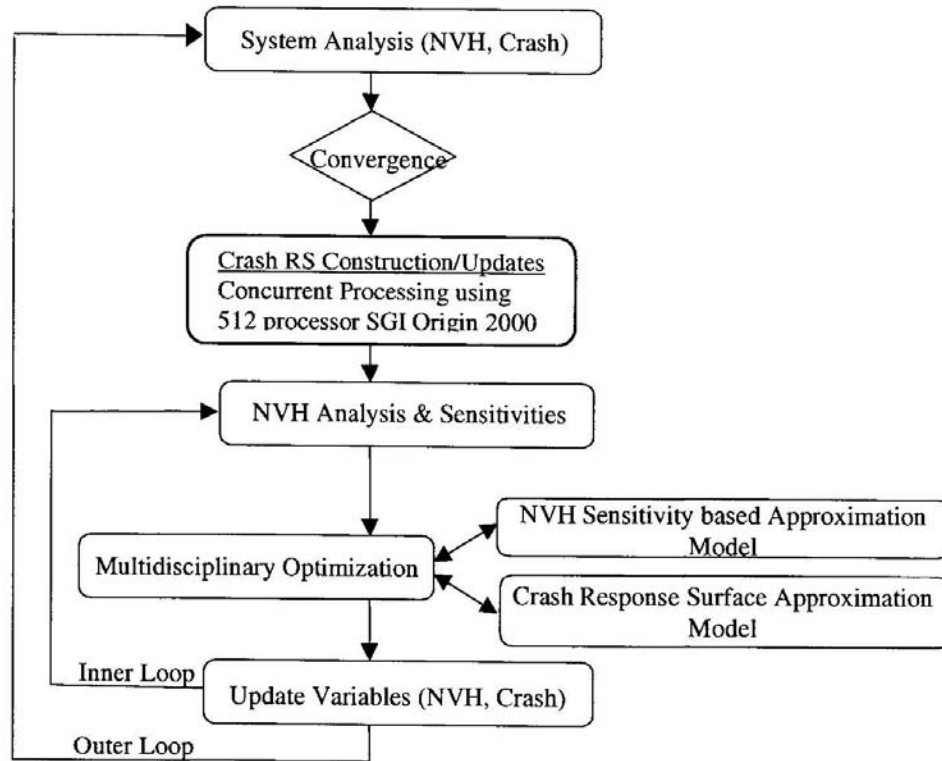 System Analysis (NVH, Crash)
Convergence
Crash RS Construction/Updates
Concurrent Processing using
512 processor SGI Origin 2000
NVH Analysis & Sensitivities
NVH Sensitivity based Approximation
Model
Multidisciplinary Optimization
Crash Response Surface Approximation
Model
Inner Loop
Update Variables (NVH, Crash)
Outer Loop